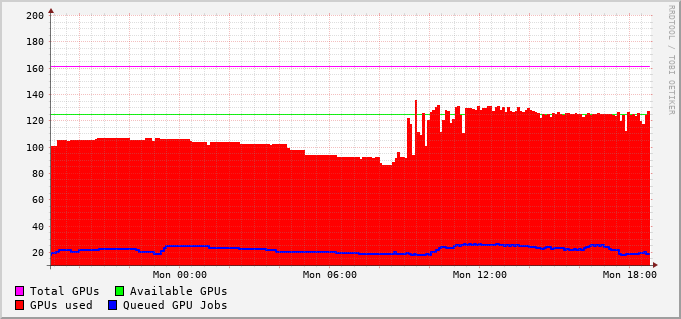 200
180
160
140
120
100
80
60
40
20
Mon 00:00 Mon 06:00 Mon 12:00 Mon 18:00
Total GPUs Available GPUs
GPUs used Queued GPU Jobs
RRDTOOL / TOBI OETIKER